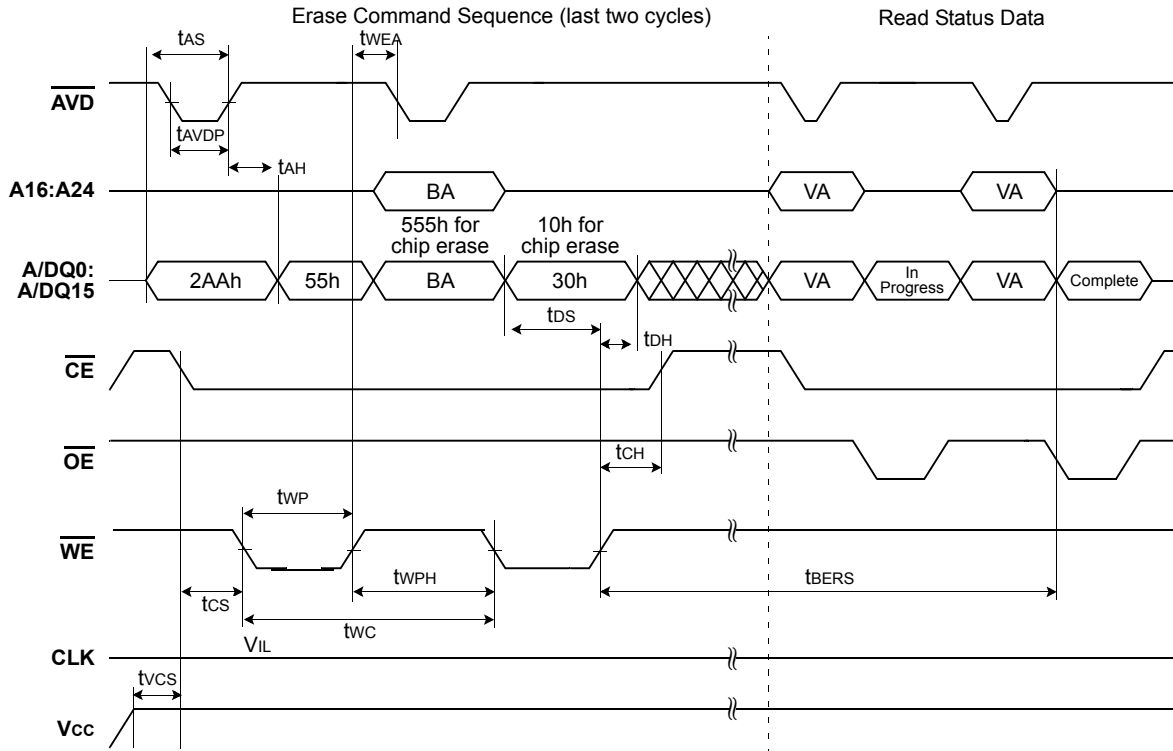 Erase Command Sequence (last two cycles)
Read Status Data
tAS
tWEA
AVD
tAVDP
tAH
A16:A24
BA
VA
VA
555h for
chip erase
10h for
chip erase
A/DQ0:
A/DQ15
2AAh
55h
BA
30h
VA
In
Progress
VA
Complete
tDS
tDH
CE
OE
tCH
tWP
WE
tWPH
tBERS
tCS
tWC
VIL
CLK
tVCS
VCC